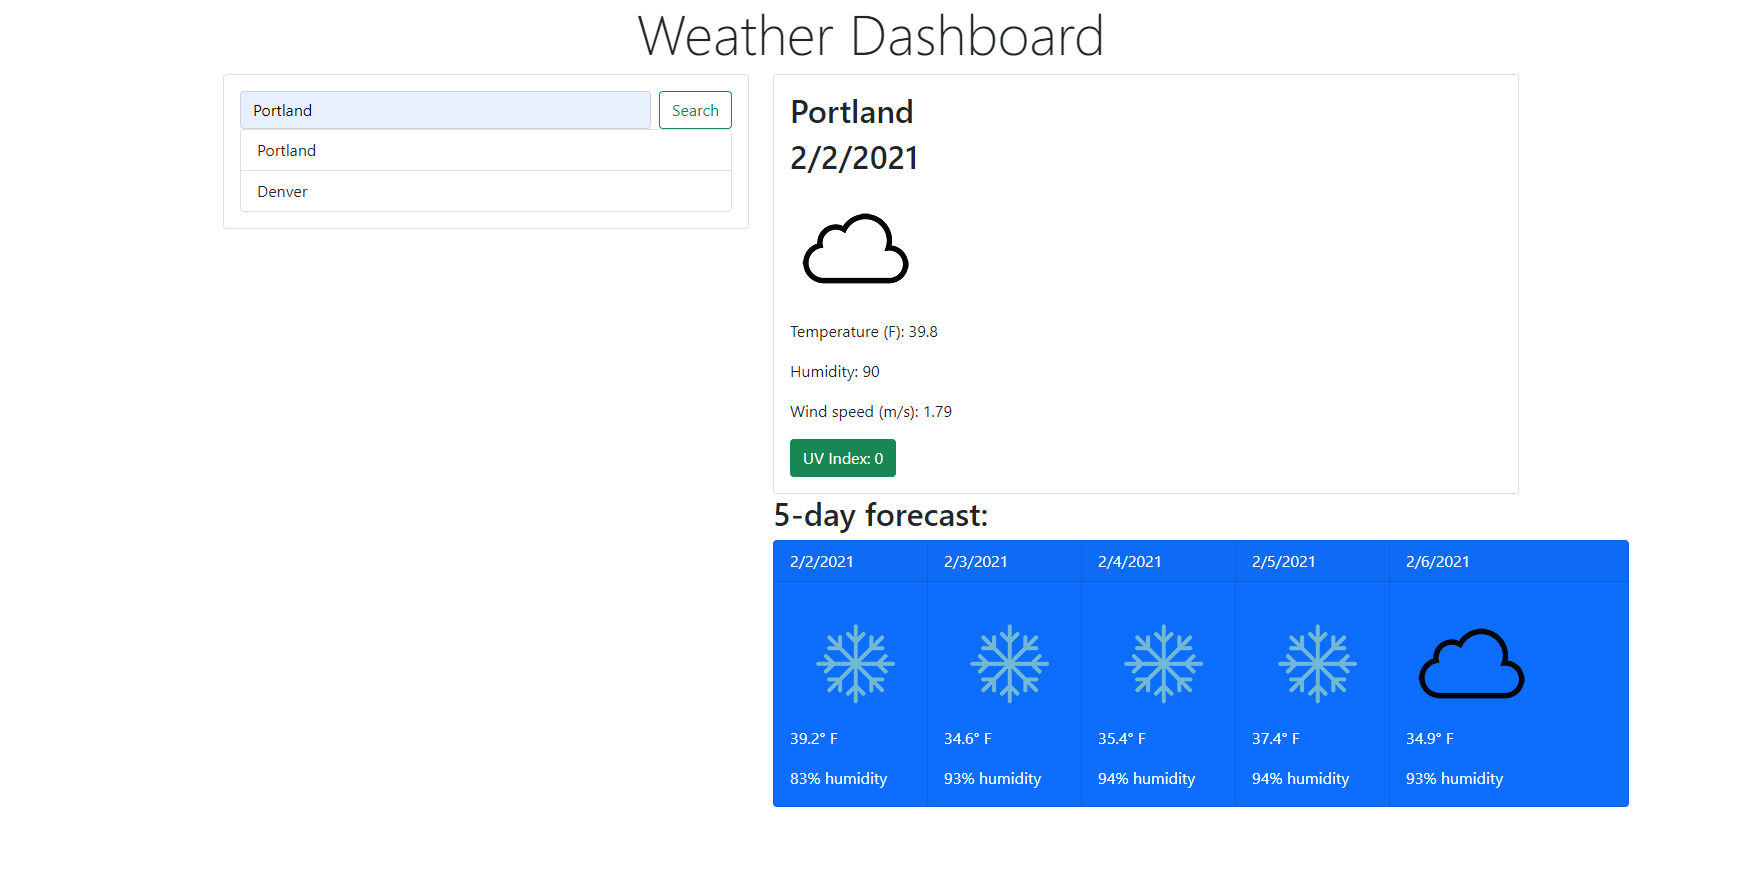 Weather Dashboard
Portland
Search
Portland
Denver
Portland
2/2/2021
Temperature (F): 39.8
Humidity: 90
Wind speed (m/s): 1.79
UV Index: 0
5-day forecast:
2/2/2021 2/3/2021 2/4/2021 2/5/2021 2/6/2021
39.2° F 34.6° F 35.4° F 37.4° F 34.9° F
83% humidity 93% humidity 94% humidity 94% humidity 93% humidity